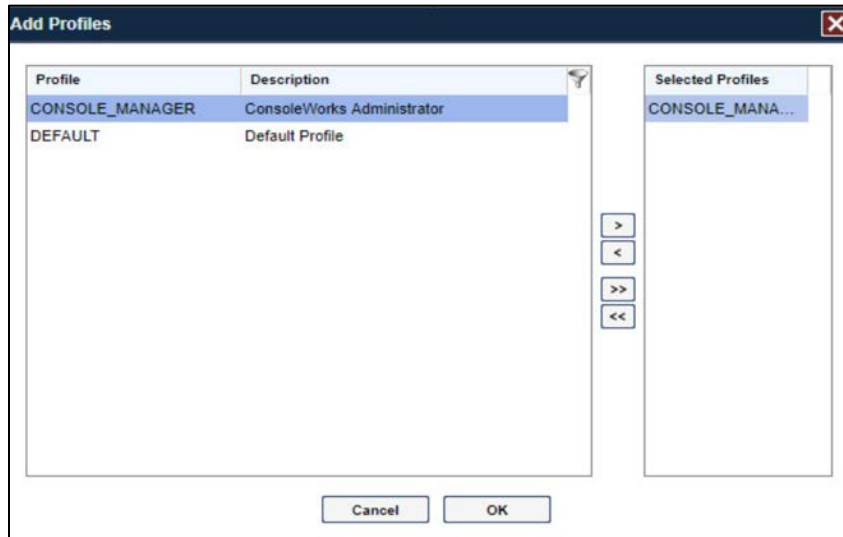 Add Profiles
Profile Description Selected Profiles
CONSOLE_MANAGER ConsoleWorks Administrator CONSOLE_MANA...
DEFAULT Default Profile
>
<
>>
<<
Cancel OK